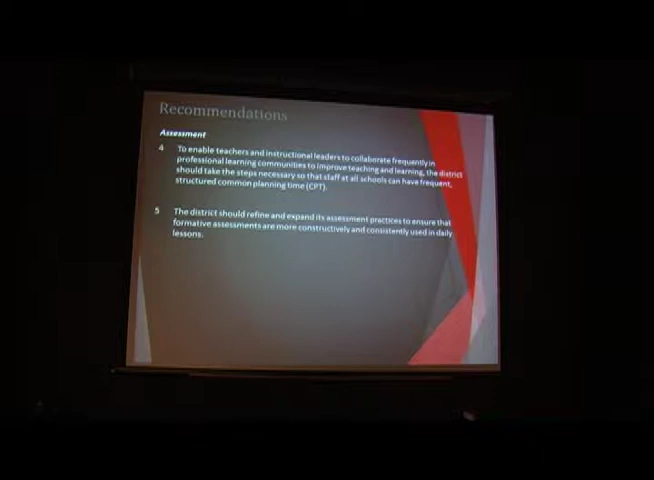 Recommendations
Assessment
4 To enable teachers and instructional leaders to collaborate frequently in
professional learning communities to improve teaching and learning, the district
should take the steps necessary so that staff at all schools can have frequent,
structured common planning time (CPT).
5 The district should refine and expand its assessment practices to ensure that
formative assessments are more constructively and consistently used in daily
lessons.